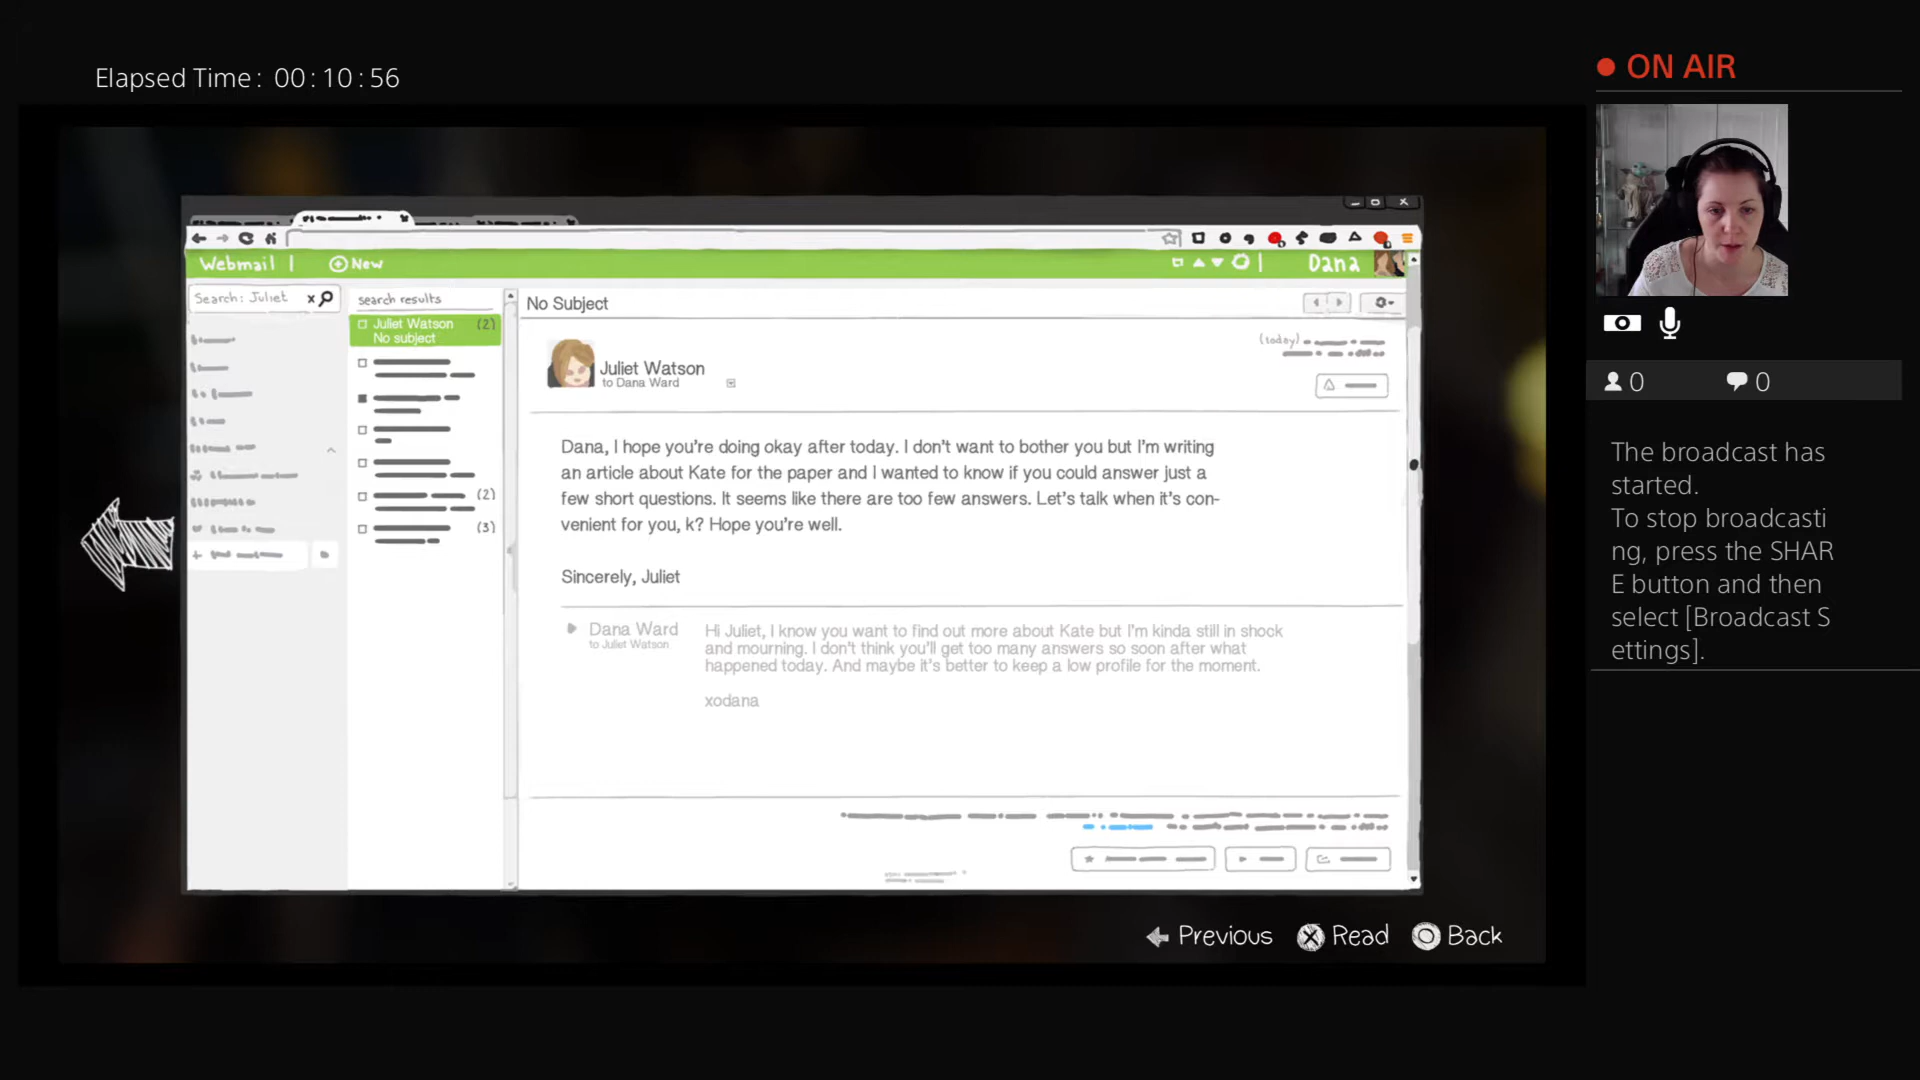 Elapsed Time: 00:10:56
ON AIR
Webmail |
New
Dana
Search: Juliet x
search results
Juliet Watson (2)
No subject
(2)
(3)
No Subject
(today)
Juliet Watson
to Dana Ward
Dana, I hope you're doing okay after today. I don't want to bother you but I'm writing
an article about Kate for the paper and I wanted to know if you could answer just a
few short questions. It seems like there are too few answers. Let's talk when it's con-
venient for you, k? Hope you're well.
Sincerely, Juliet
Dana Ward
to Juliet Watson
Hi Juliet, I know you want to find out more about Kate but I'm kinda still in shock
and mourning. I don't think you'll get too many answers so soon after what
happened today. And maybe it's better to keep a low profile for the moment.
xodana
Previous
Read
Back
0
0
The broadcast has
started.
To stop broadcasti
ng, press the SHAR
E button and then
select [Broadcast S
ettings].